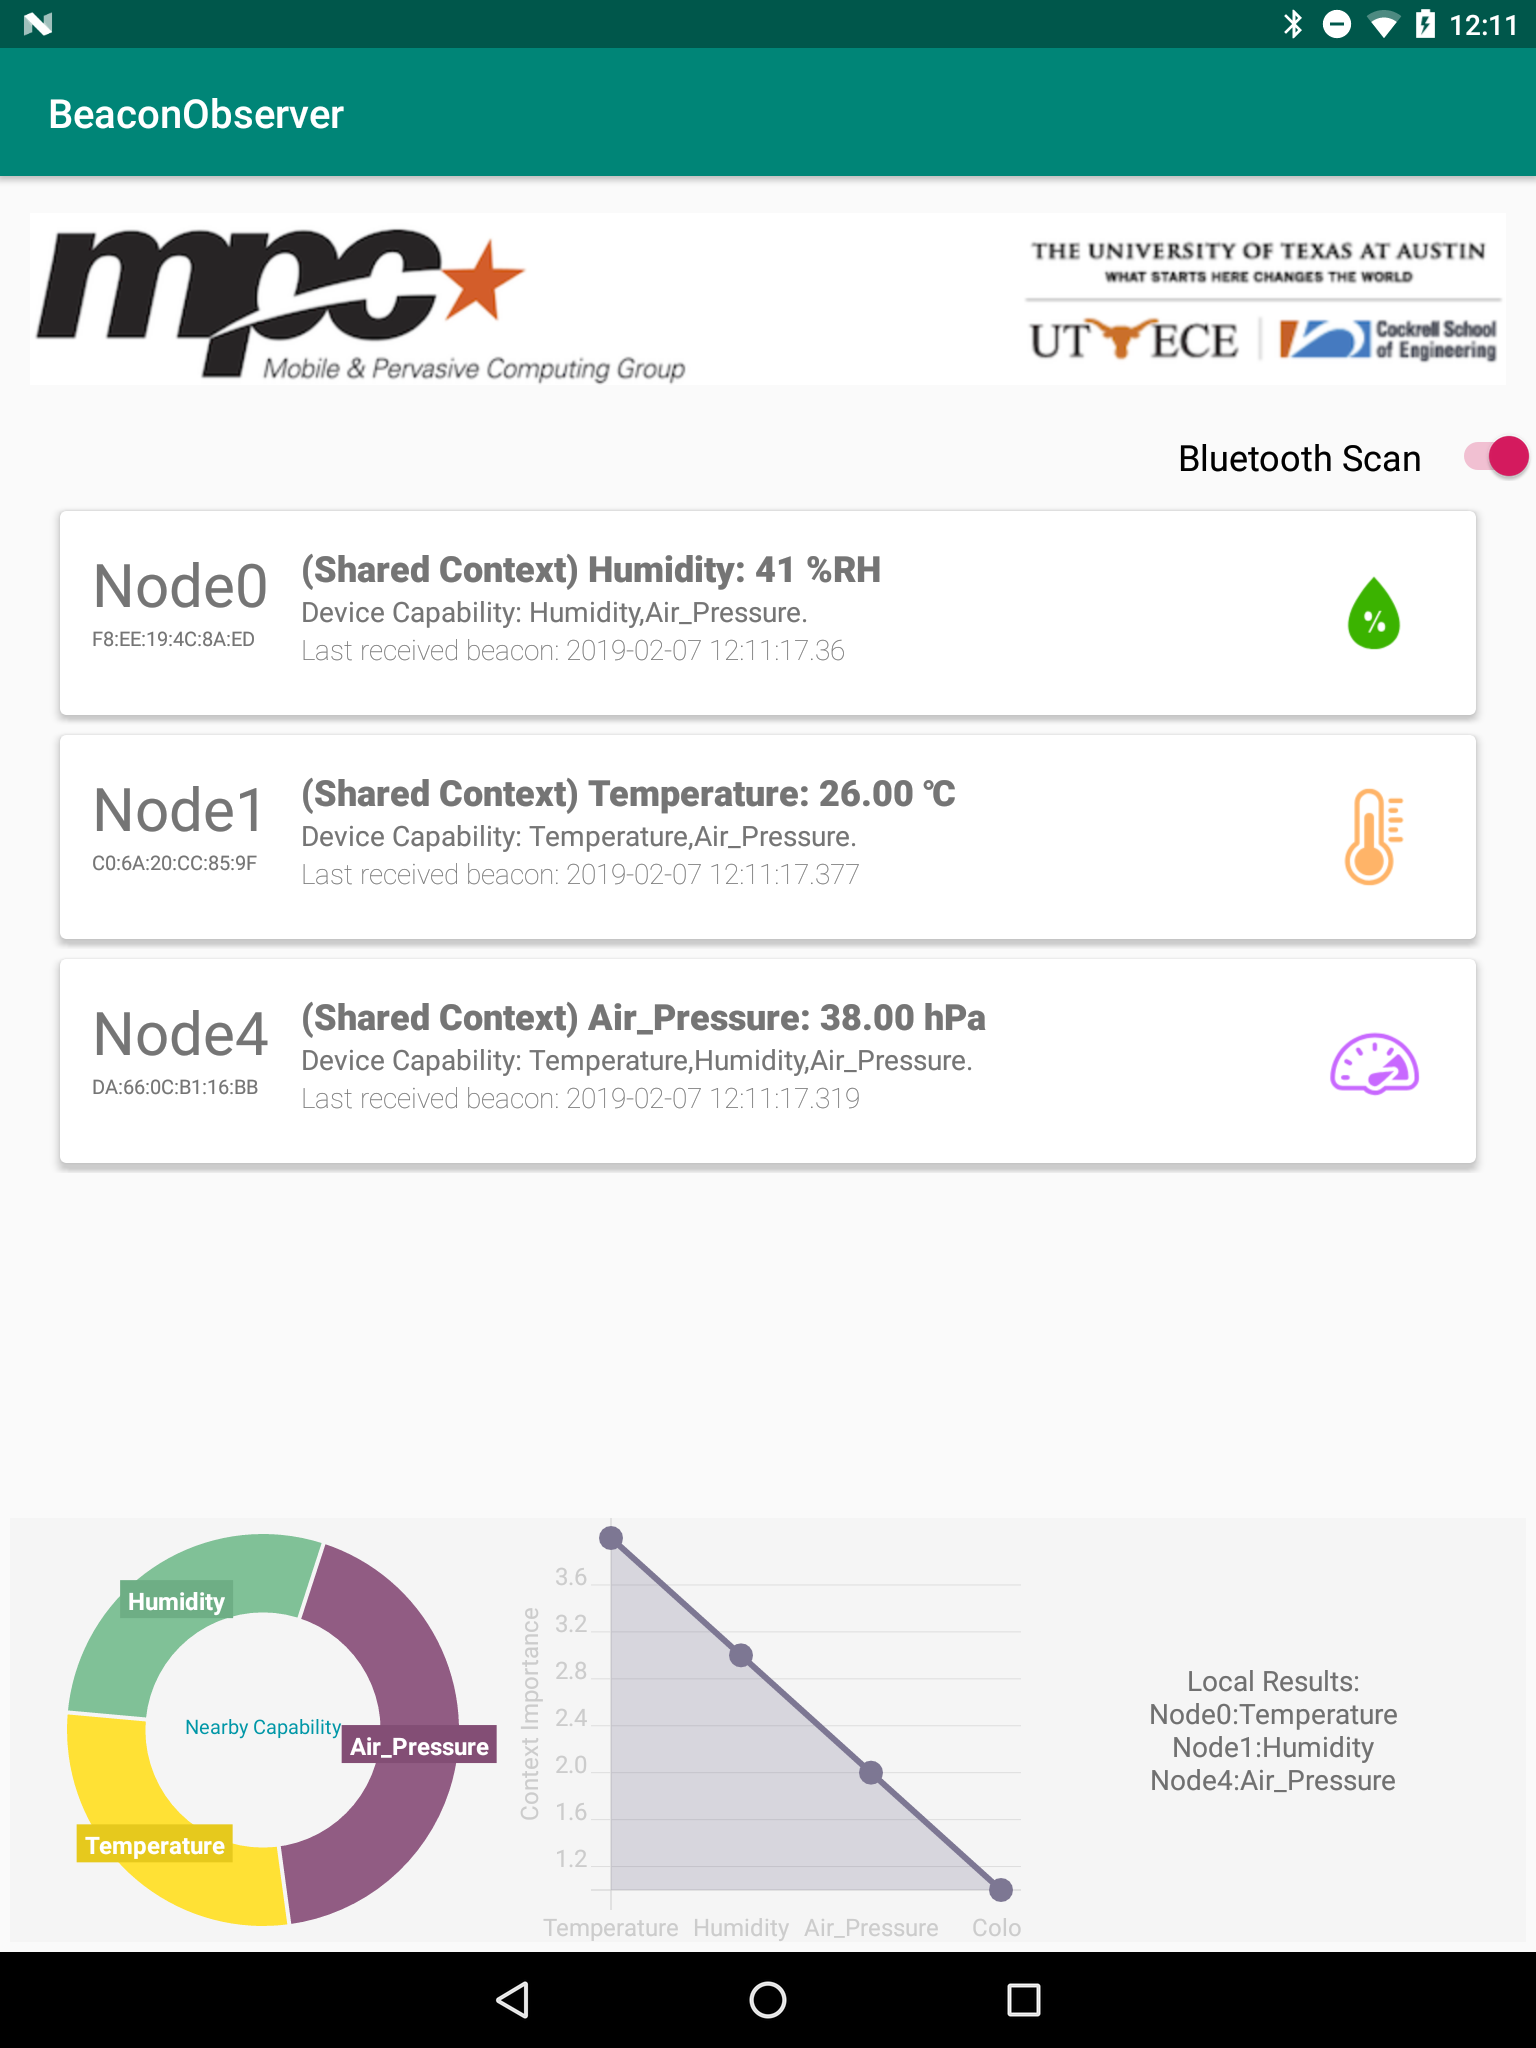 12:11
BeaconObserver
mpc
Mobile & Pervasive Computing Group
THE UNIVERSITY OF TEXAS AT AUSTIN
WHAT STARTS HERE CHANGES THE WORLD
UT ECE
Cockrell School
of Engineering
Bluetooth Scan
Node0
F8:EE:19:4C:8A:ED
(Shared Context) Humidity: 41 %RH
Device Capability: Humidity,Air_Pressure.
Last received beacon: 2019-02-07 12:11:17.36
%
Node1
C0:6A:20:CC:85:9F
(Shared Context) Temperature: 26.00 °C
Device Capability: Temperature,Air_Pressure.
Last received beacon: 2019-02-07 12:11:17.377
Node4
DA:66:0C:B1:16:BB
(Shared Context) Air_Pressure: 38.00 hPa
Device Capability: Temperature,Humidity,Air_Pressure.
Last received beacon: 2019-02-07 12:11:17.319
Humidity
Nearby Capability
Air_Pressure
Temperature
Context Importance
3.6
3.2
2.8
2.4
2.0
1.6
1.2
Temperature Humidity Air_Pressure Colo
Local Results:
Node0:Temperature
Node1:Humidity
Node4:Air_Pressure